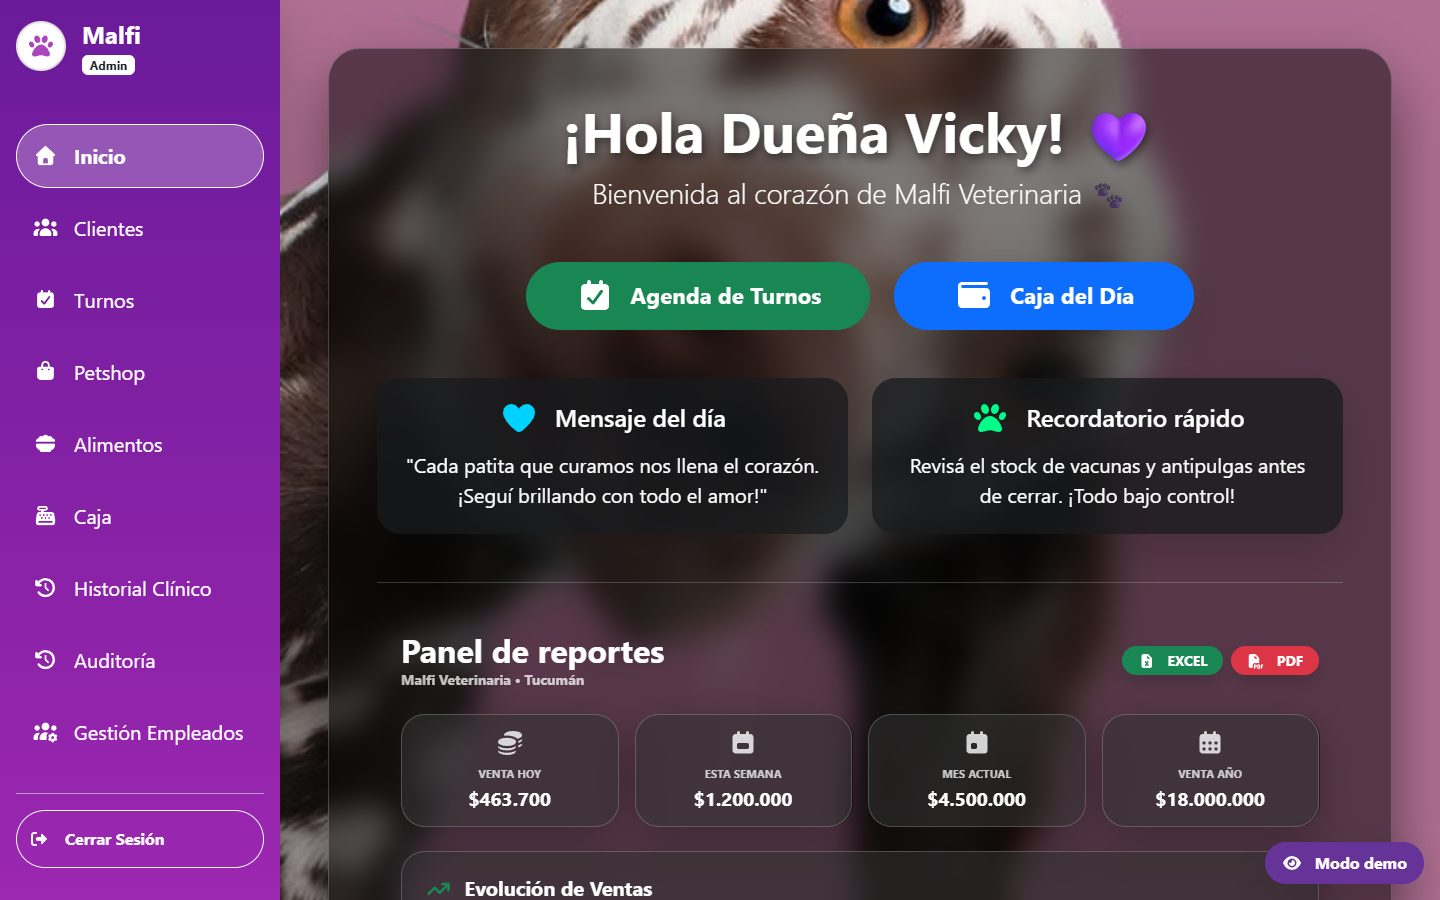 Malfi
Admin
Inicio
Clientes
Turnos
Petshop
Alimentos
Caja
Historial Clínico
Auditoría
Gestión Empleados
Cerrar Sesión
¡Hola Dueña Vicky! 💜
Bienvenida al corazón de Malfi Veterinaria 🐾
Agenda de Turnos
Caja del Día
Mensaje del día
"Cada patita que curamos nos llena el corazón.
¡Seguí brillando con todo el amor!"
Recordatorio rápido
Revisá el stock de vacunas y antipulgas antes
de cerrar. ¡Todo bajo control!
Panel de reportes
Malfi Veterinaria • Tucumán
EXCEL
PDF
VENTA HOY
$463.700
ESTA SEMANA
$1.200.000
MES ACTUAL
$4.500.000
VENTA AÑO
$18.000.000
Evolución de Ventas
Modo demo